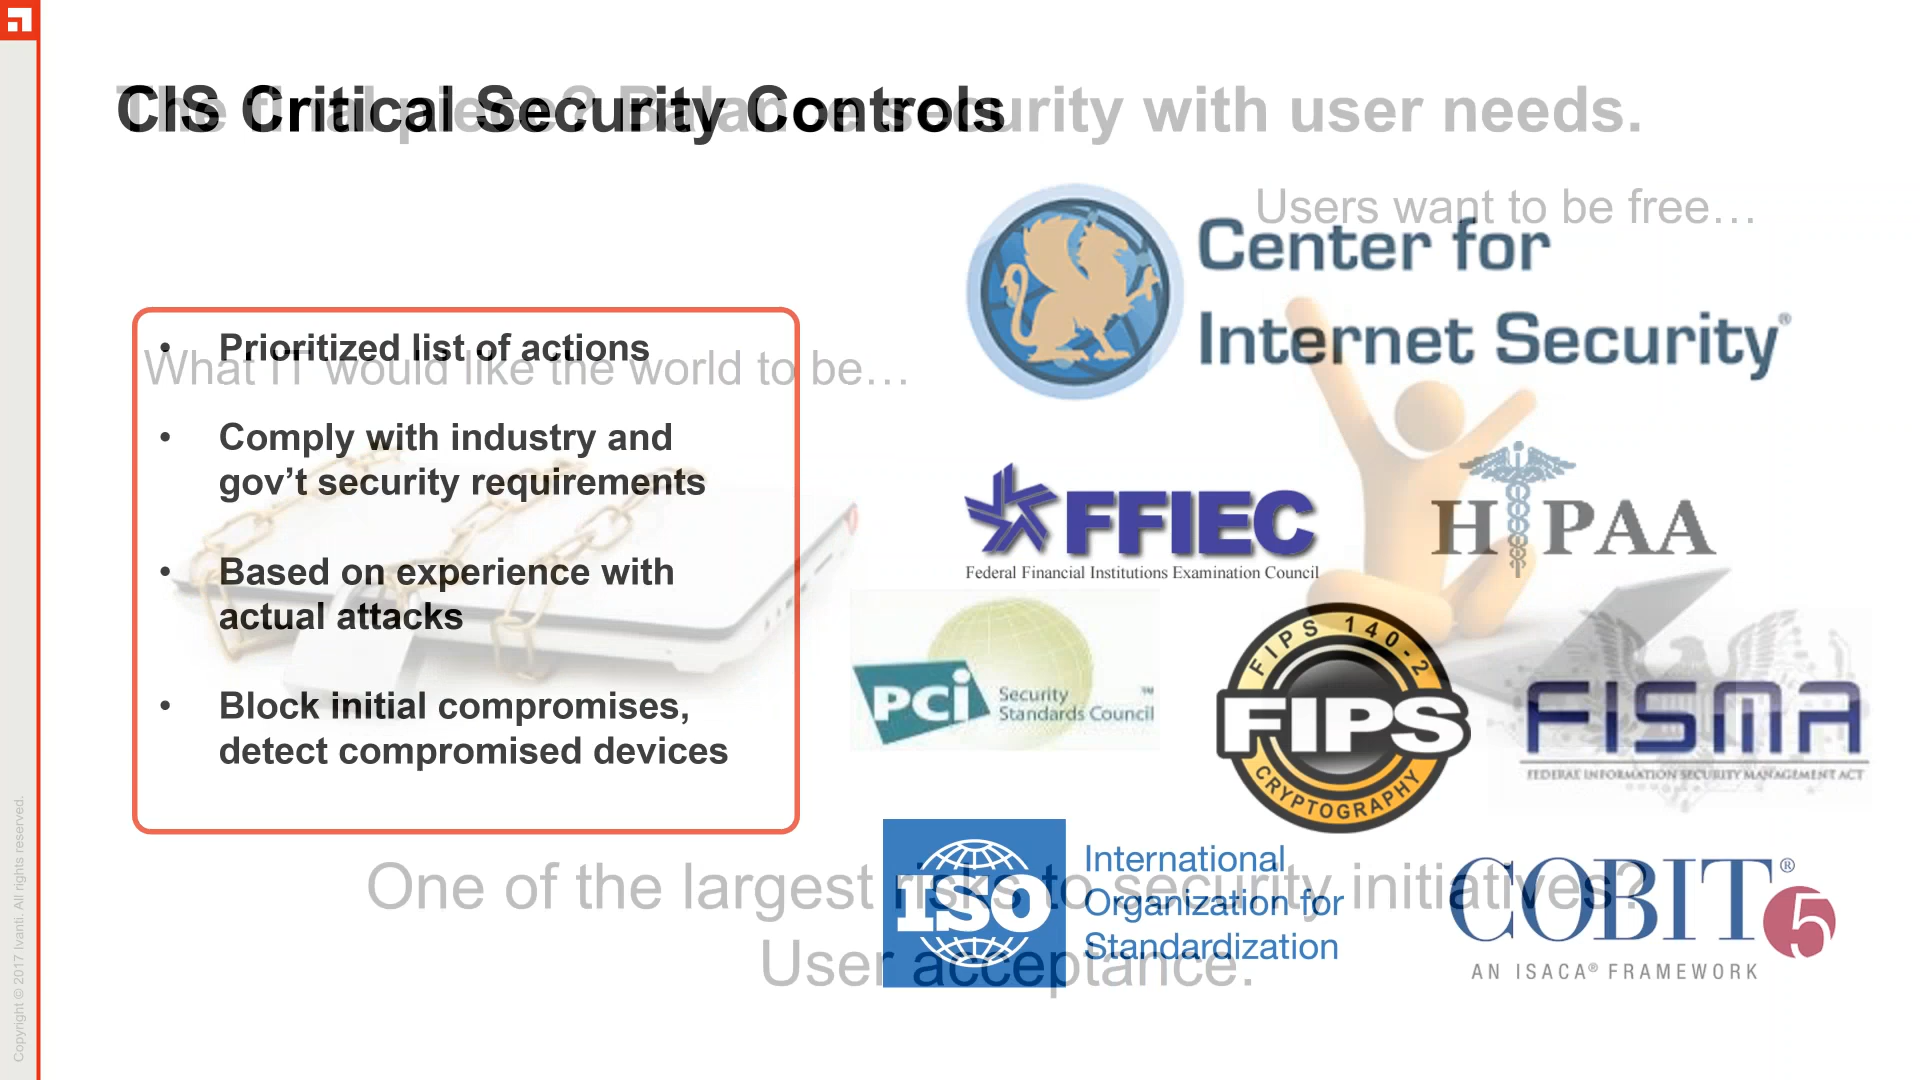 CIS Critical Security Controls
The final piece? Balance security with user needs.
Users want to be free…
Center for
Internet Security®
• Prioritized list of actions
What IT would like the world to be…
• Comply with industry and
gov’t security requirements
• Based on experience with
actual attacks
• Block initial compromises,
detect compromised devices
FFIEC
Federal Financial Institutions Examination Council
HIPAA
PCi Security
Standards Council ™
FIPS 140-2
FIPS
CRYPTOGRAPHY
FISMA
FEDERAL INFORMATION SECURITY MANAGEMENT ACT
One of the largest risks to security initiatives?
User acceptance.
ISO
International
Organization for
Standardization
COBIT® 5
AN ISACA® FRAMEWORK
Copyright © 2017 Ivanti. All rights reserved.